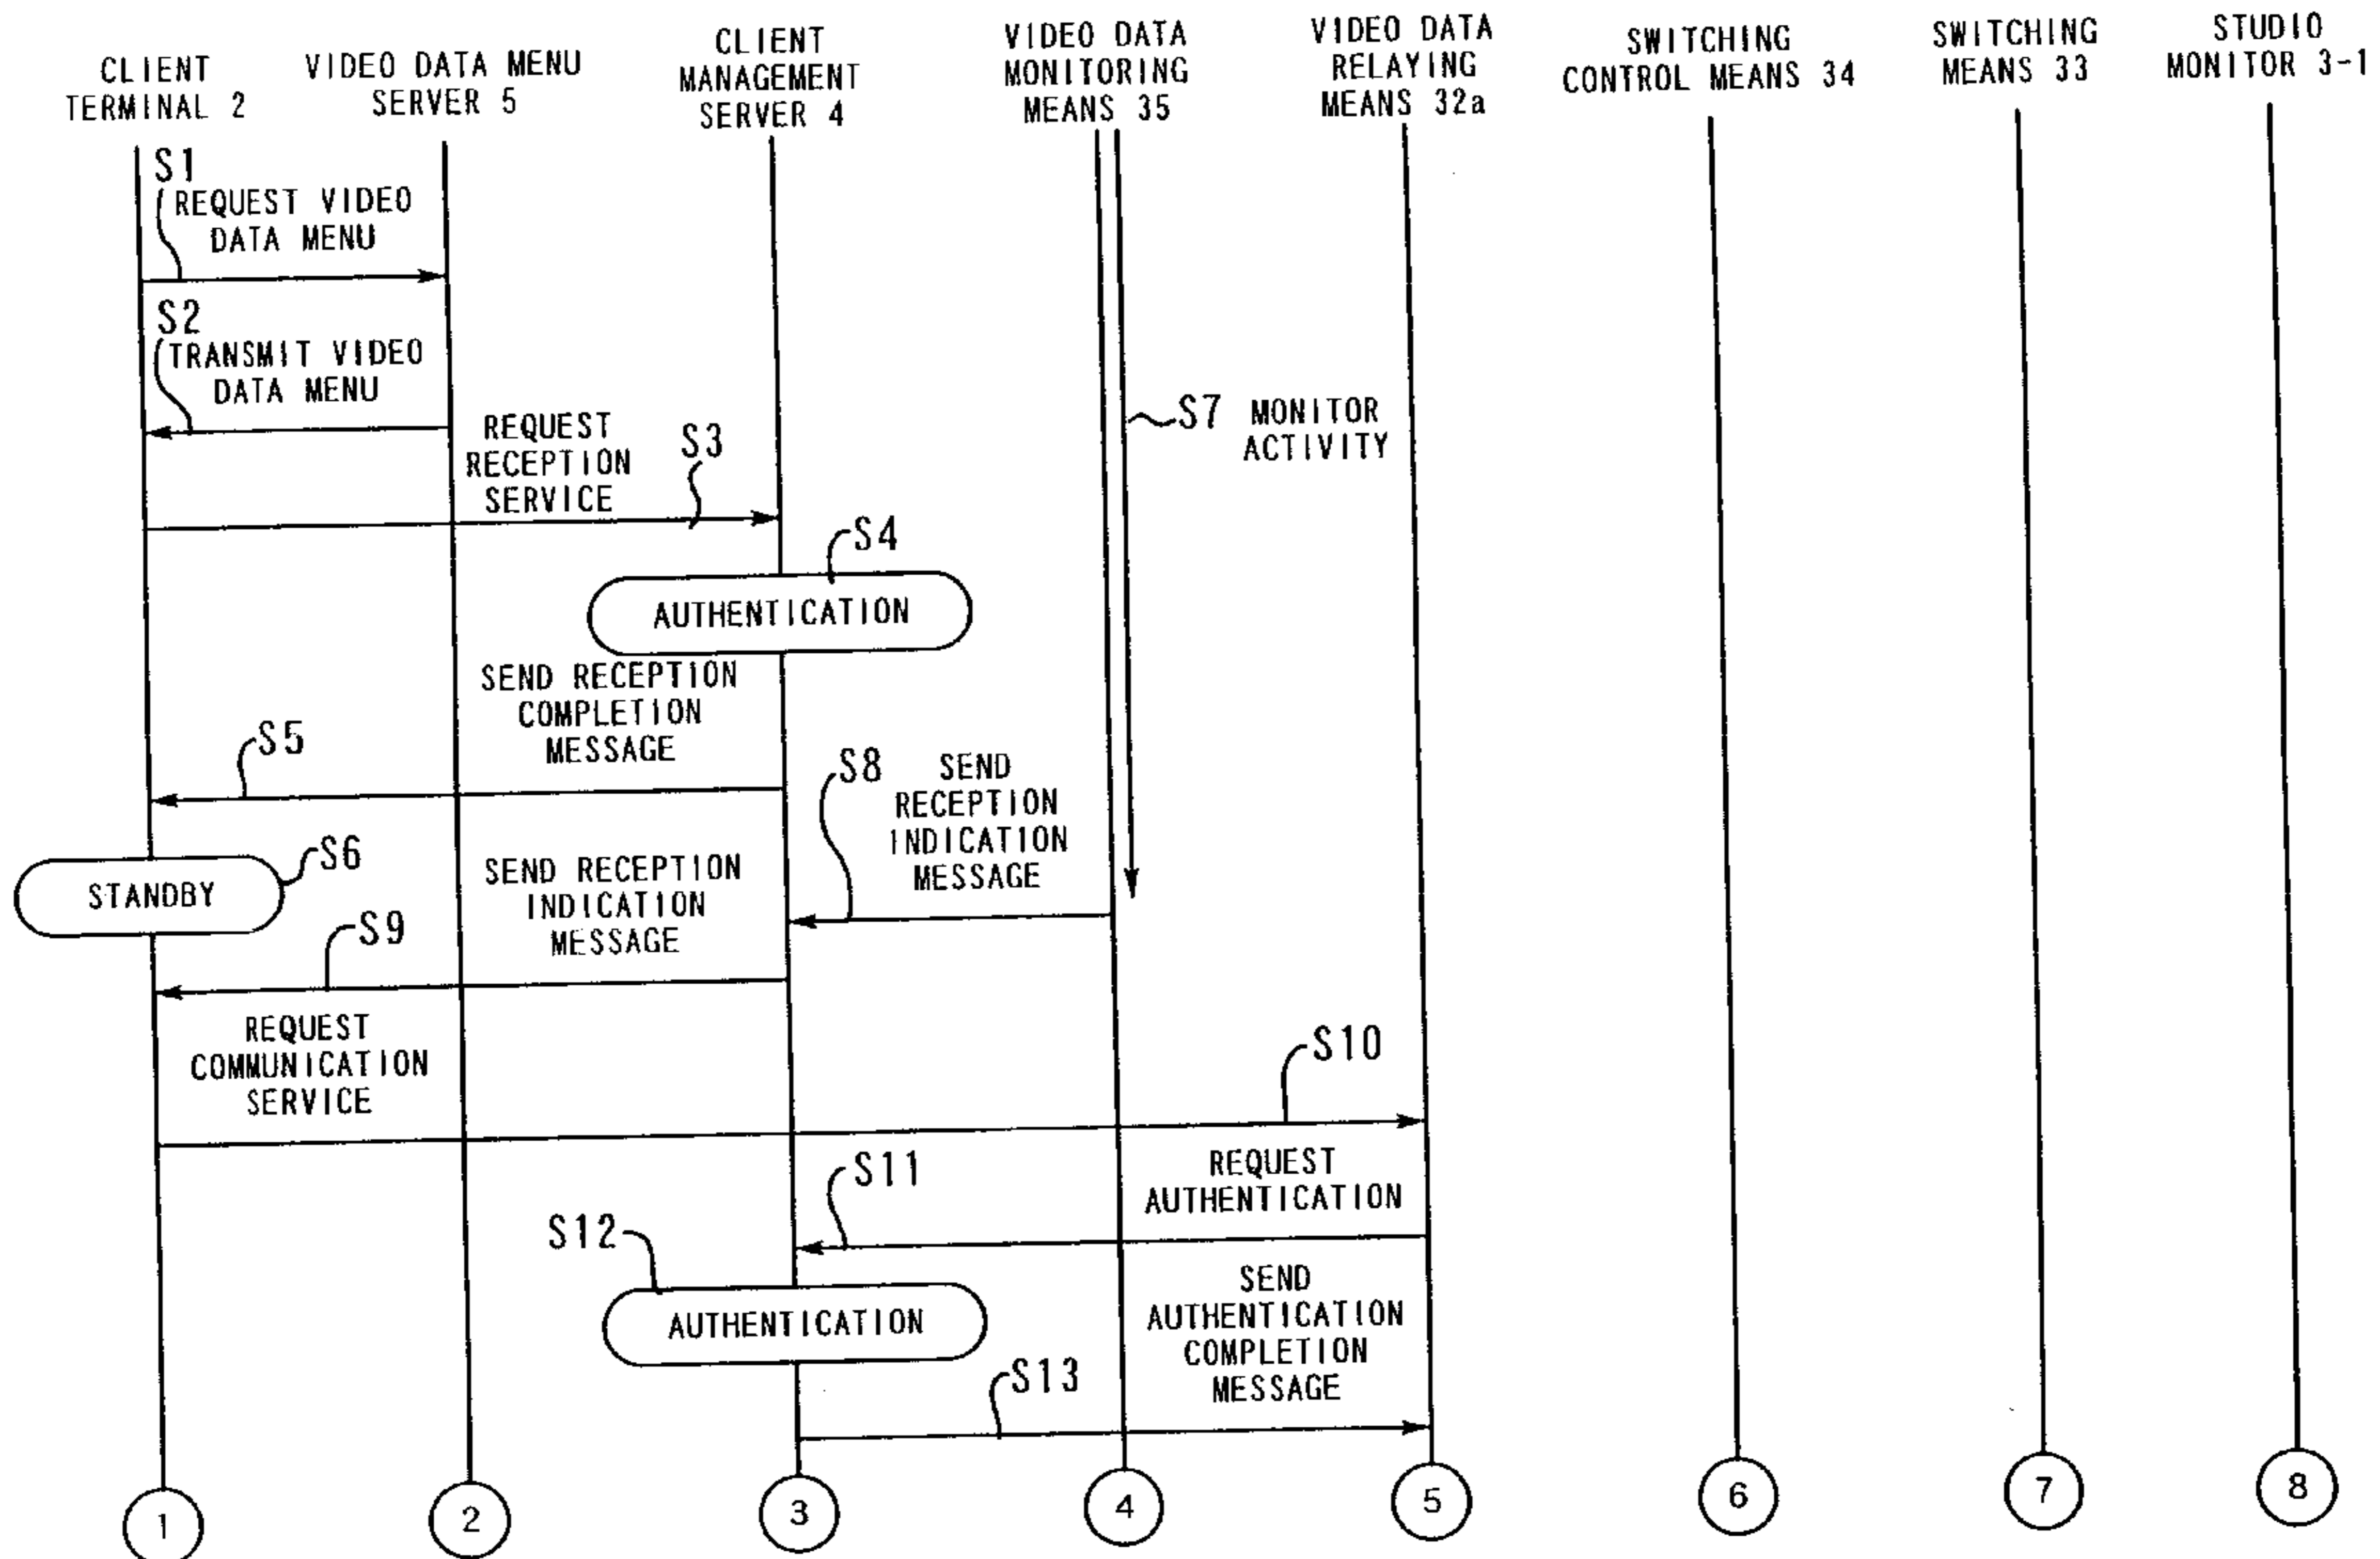 CLIENT
TERMINAL 2
VIDEO DATA MENU
SERVER 5
CLIENT
MANAGEMENT
SERVER 4
VIDEO DATA
MONITORING
MEANS 35
VIDEO DATA
RELAYING
MEANS 32a
SWITCHING
CONTROL MEANS 34
SWITCHING
MEANS 33
STUDIO
MONITOR 3-1
S1
REQUEST VIDEO
DATA MENU
S2
TRANSMIT VIDEO
DATA MENU
REQUEST
RECEPTION
SERVICE
S3
S7 MONITOR
ACTIVITY
S4
AUTHENTICATION
SEND RECEPTION
COMPLETION
MESSAGE
S5
S8
SEND
RECEPTION
INDICATION
MESSAGE
S6
STANDBY
SEND RECEPTION
INDICATION
MESSAGE
S9
REQUEST
COMMUNICATION
SERVICE
S10
S11
REQUEST
AUTHENTICATION
S12
AUTHENTICATION
SEND
AUTHENTICATION
COMPLETION
MESSAGE
S13
1
2
3
4
5
6
7
8